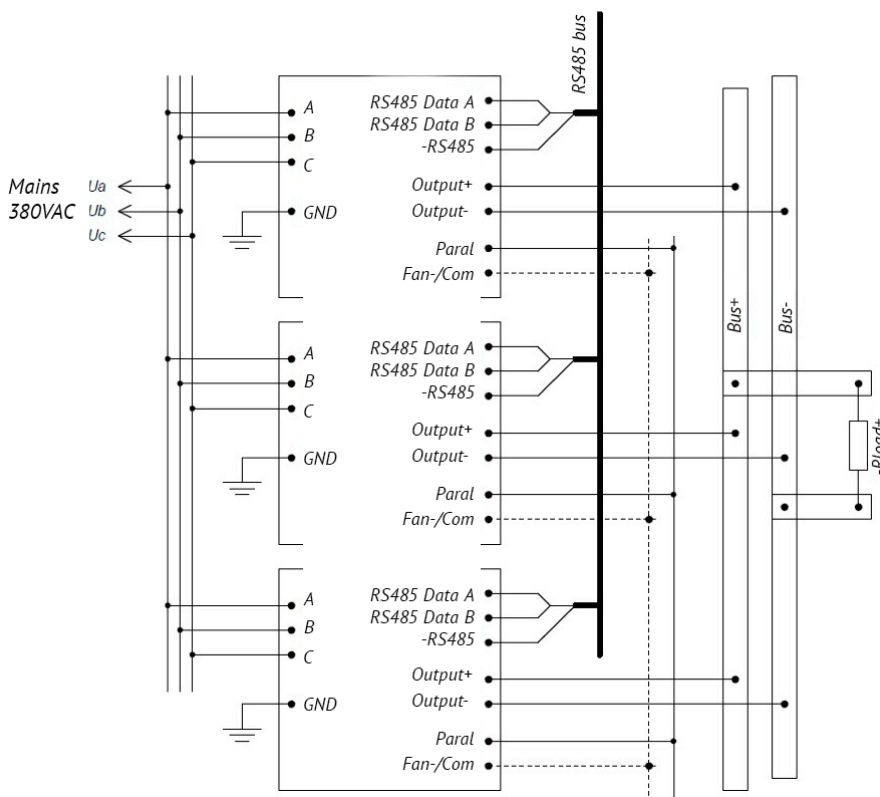 RS485 bus
A
B
C
GND
RS485 Data A
RS485 Data B
-RS485
Output+
Output-
Paral
Fan-/Com
Mains
380VAC
Ua
Ub
Uc
Bus+
Bus-
A
B
C
GND
RS485 Data A
RS485 Data B
-RS485
Output+
Output-
Paral
Fan-/Com
-Rload+
A
B
C
GND
RS485 Data A
RS485 Data B
-RS485
Output+
Output-
Paral
Fan-/Com